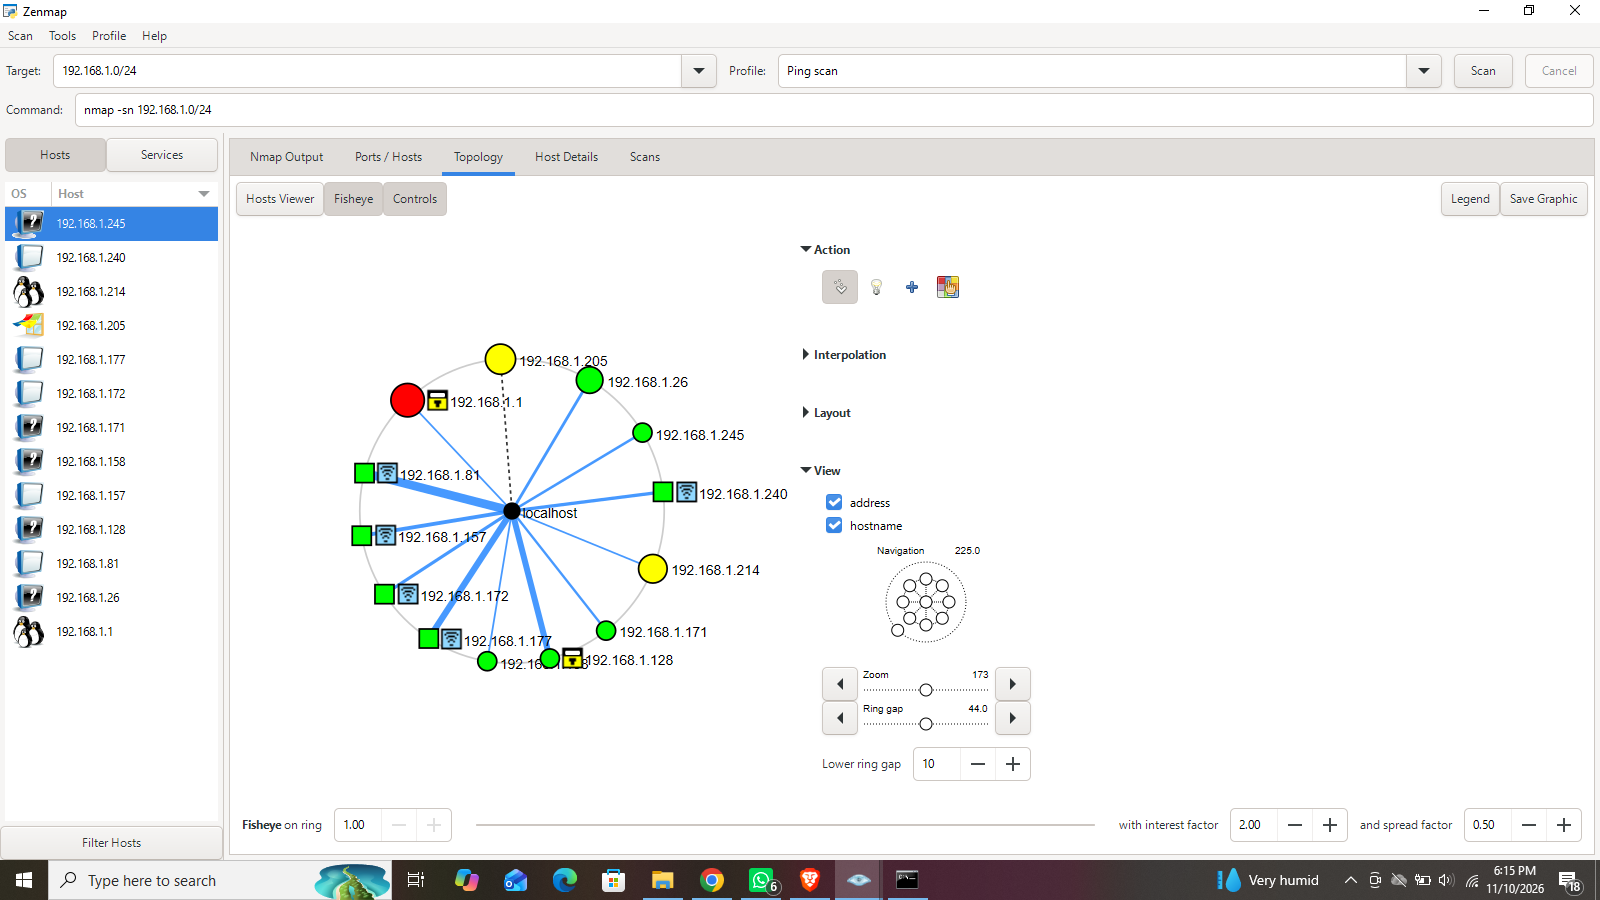 Zenmap
Scan Tools Profile Help
Target: 192.168.1.0/24 Profile: Ping scan Scan Cancel
Command: nmap -sn 192.168.1.0/24
Hosts Services
Nmap Output Ports / Hosts Topology Host Details Scans
OS Host
Hosts Viewer Fisheye Controls Legend Save Graphic
192.168.1.245
192.168.1.240
192.168.1.214
192.168.1.205
192.168.1.177
192.168.1.172
192.168.1.171
192.168.1.158
192.168.1.157
192.168.1.128
192.168.1.81
192.168.1.26
192.168.1.1
Filter Hosts
192.168.1.205
192.168.1.26
192.168.1.1
192.168.1.245
192.168.1.81
192.168.1.240
localhost
192.168.1.157
192.168.1.214
192.168.1.172
192.168.1.171
192.168.1.177
192.168.1.128
Action
Interpolation
Layout
View
address
hostname
Navigation 225.0
Zoom 173
Ring gap 44.0
Lower ring gap 10
Fisheye on ring 1.00 with interest factor 2.00 and spread factor 0.50
Type here to search
6
Very humid
6:15 PM
11/10/2026
18